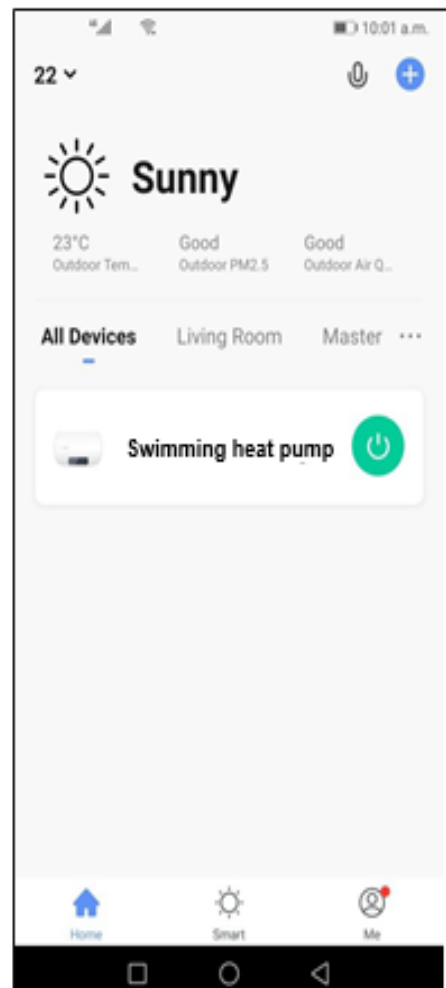 10:01 a.m.
22
Sunny
23°C Good Good
Outdoor Tem... Outdoor PM2.5 Outdoor Air Q...
All Devices Living Room Master ...
Swimming heat pump
Home Smart Me